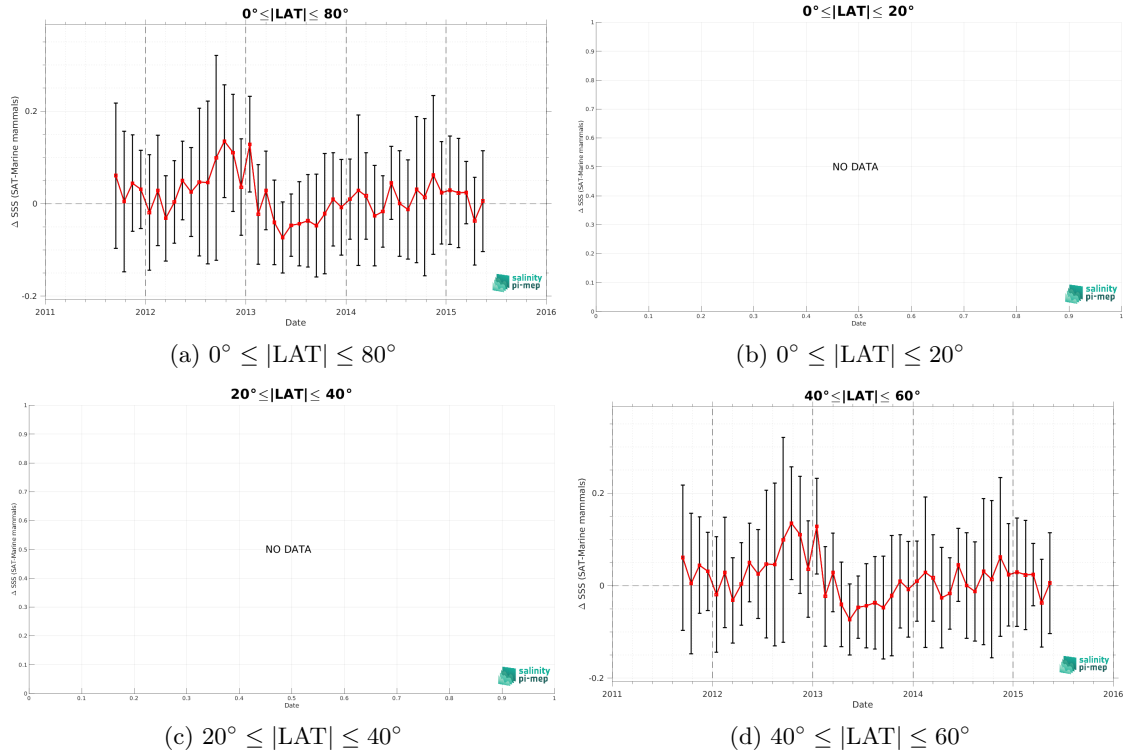 0°≤|LAT|≤ 80°
Δ SSS (SAT-Marine mammals)
0.2
0
-0.2
2011 2012 2013 2014 2015 2016
Date
salinity
pi-mep
(a) 0° ≤ |LAT| ≤ 80°
0°≤|LAT|≤ 20°
Δ SSS (SAT-Marine mammals)
1
0.9
0.8
0.7
0.6
0.5
0.4
0.3
0.2
0.1
0
NO DATA
0 0.1 0.2 0.3 0.4 0.5 0.6 0.7 0.8 0.9 1
Date
salinity
pi-mep
(b) 0° ≤ |LAT| ≤ 20°
20°≤|LAT|≤ 40°
Δ SSS (SAT-Marine mammals)
1
0.9
0.8
0.7
0.6
0.5
0.4
0.3
0.2
0.1
0
NO DATA
0 0.1 0.2 0.3 0.4 0.5 0.6 0.7 0.8 0.9 1
Date
salinity
pi-mep
(c) 20° ≤ |LAT| ≤ 40°
40°≤|LAT|≤ 60°
Δ SSS (SAT-Marine mammals)
0.2
0
-0.2
2011 2012 2013 2014 2015 2016
Date
salinity
pi-mep
(d) 40° ≤ |LAT| ≤ 60°